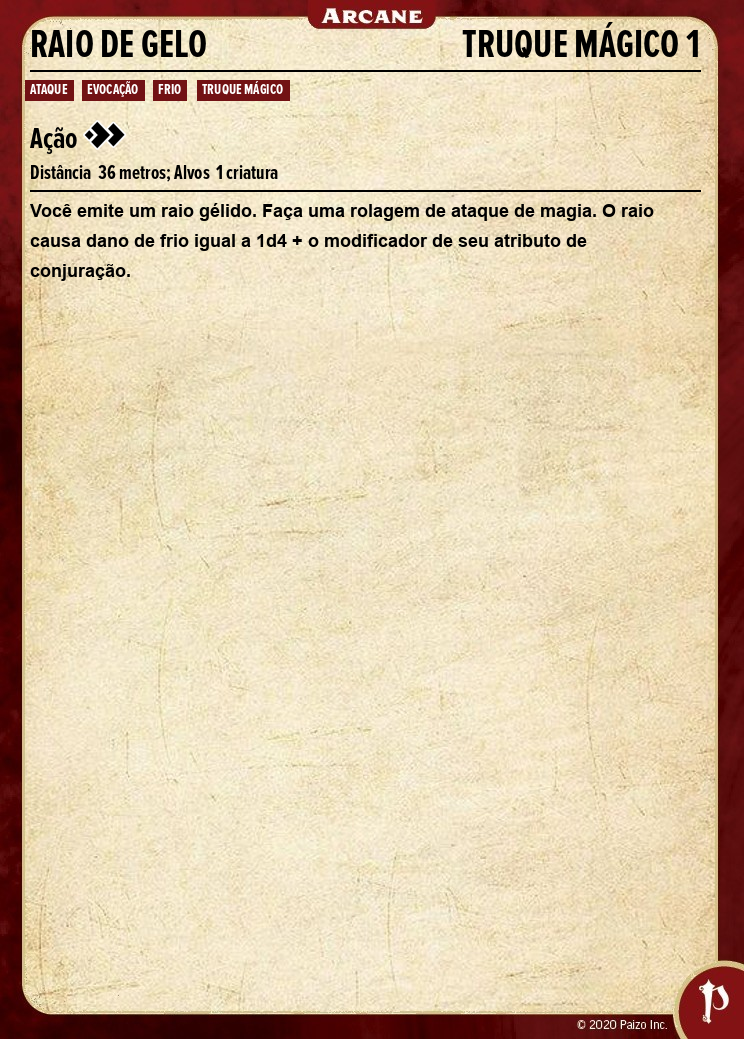 ARCANE
RAIO DE GELO TRUQUE MÁGICO 1
ATAQUE EVOCAÇÃO FRIO TRUQUE MÁGICO
Ação
Distância 36 metros; Alvos 1 criatura
Você emite um raio gélido. Faça uma rolagem de ataque de magia. O raio
causa dano de frio igual a 1d4 + o modificador de seu atributo de
conjuração.
P
© 2020 Paizo Inc.